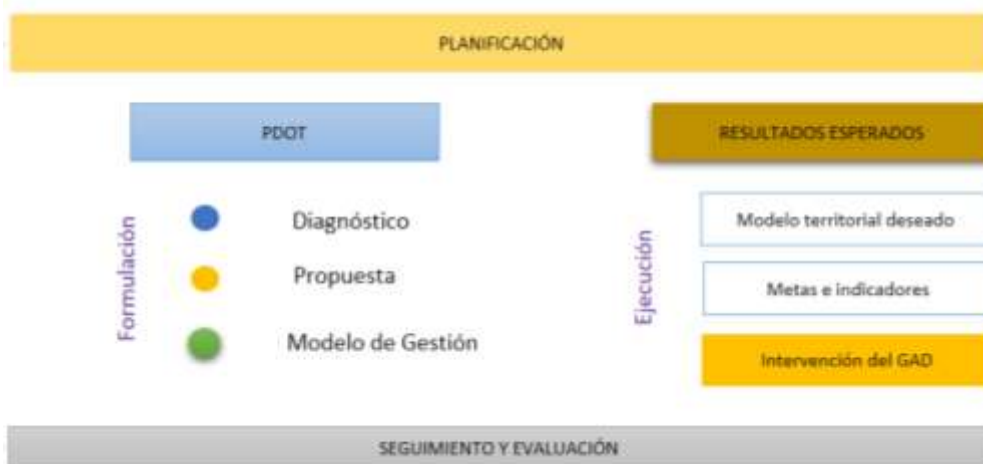 PLANIFICACIÓN
PDOT
RESULTADOS ESPERADOS
Formulación
Diagnóstico
Propuesta
Modelo de Gestión
Ejecución
Modelo territorial deseado
Metas e indicadores
Intervención del GAD
SEGUIMIENTO Y EVALUACIÓN